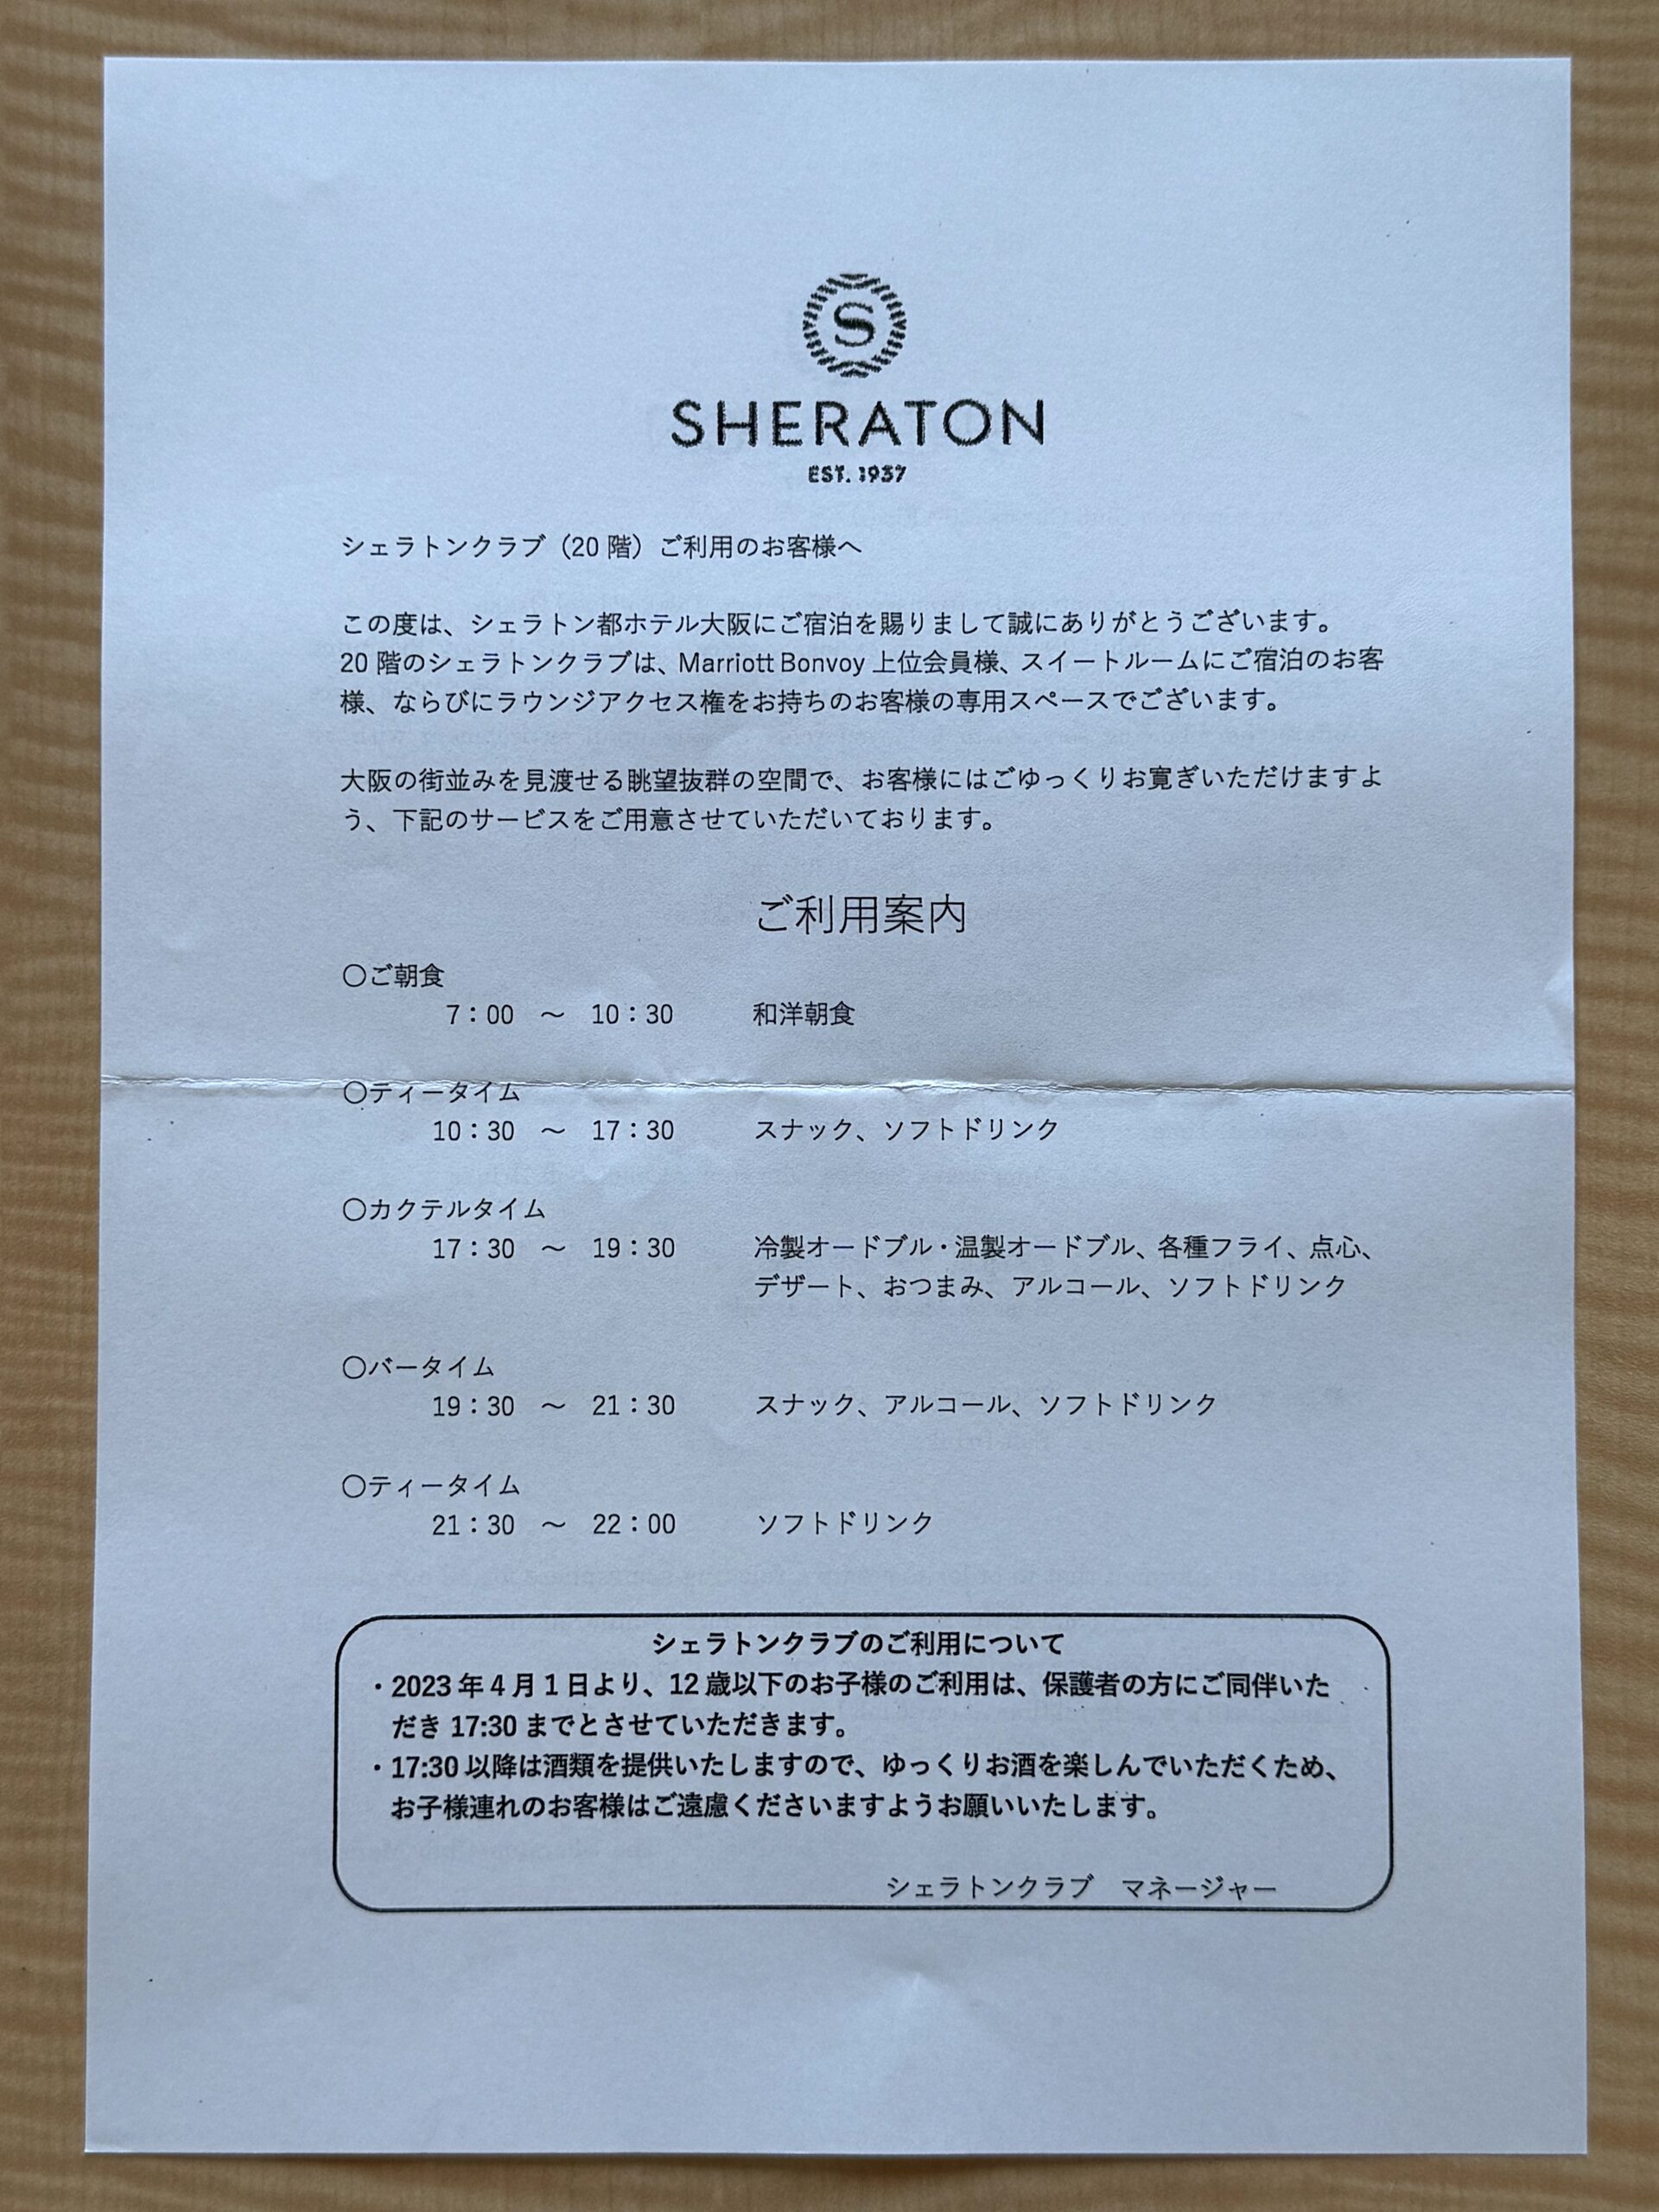 S
SHERATON
EST. 1937
シェラトンクラブ（20 階）ご利用のお客様へ
この度は、シェラトン都ホテル大阪にご宿泊を賜りまして誠にありがとうございます。
20 階のシェラトンクラブは、Marriott Bonvoy 上位会員様、スイートルームにご宿泊のお客
様、ならびにラウンジアクセス権をお持ちのお客様の専用スペースでございます。
大阪の街並みを見渡せる眺望抜群の空間で、お客様にはごゆっくりお寛ぎいただけますよ
う、下記のサービスをご用意させていただいております。
ご利用案内
〇ご朝食
7：00 ～ 10：30 和洋朝食
〇ティータイム
10：30 ～ 17：30 スナック、ソフトドリンク
〇カクテルタイム
17：30 ～ 19：30 冷製オードブル・温製オードブル、各種フライ、点心、
デザート、おつまみ、アルコール、ソフトドリンク
〇バータイム
19：30 ～ 21：30 スナック、アルコール、ソフトドリンク
〇ティータイム
21：30 ～ 22：00 ソフトドリンク
シェラトンクラブのご利用について
・2023 年 4 月 1 日より、12 歳以下のお子様のご利用は、保護者の方にご同伴いた
だき 17:30 までとさせていただきます。
・17:30 以降は酒類を提供いたしますので、ゆっくりお酒を楽しんでいただくため、
お子様連れのお客様はご遠慮くださいますようお願いいたします。
シェラトンクラブ マネージャー